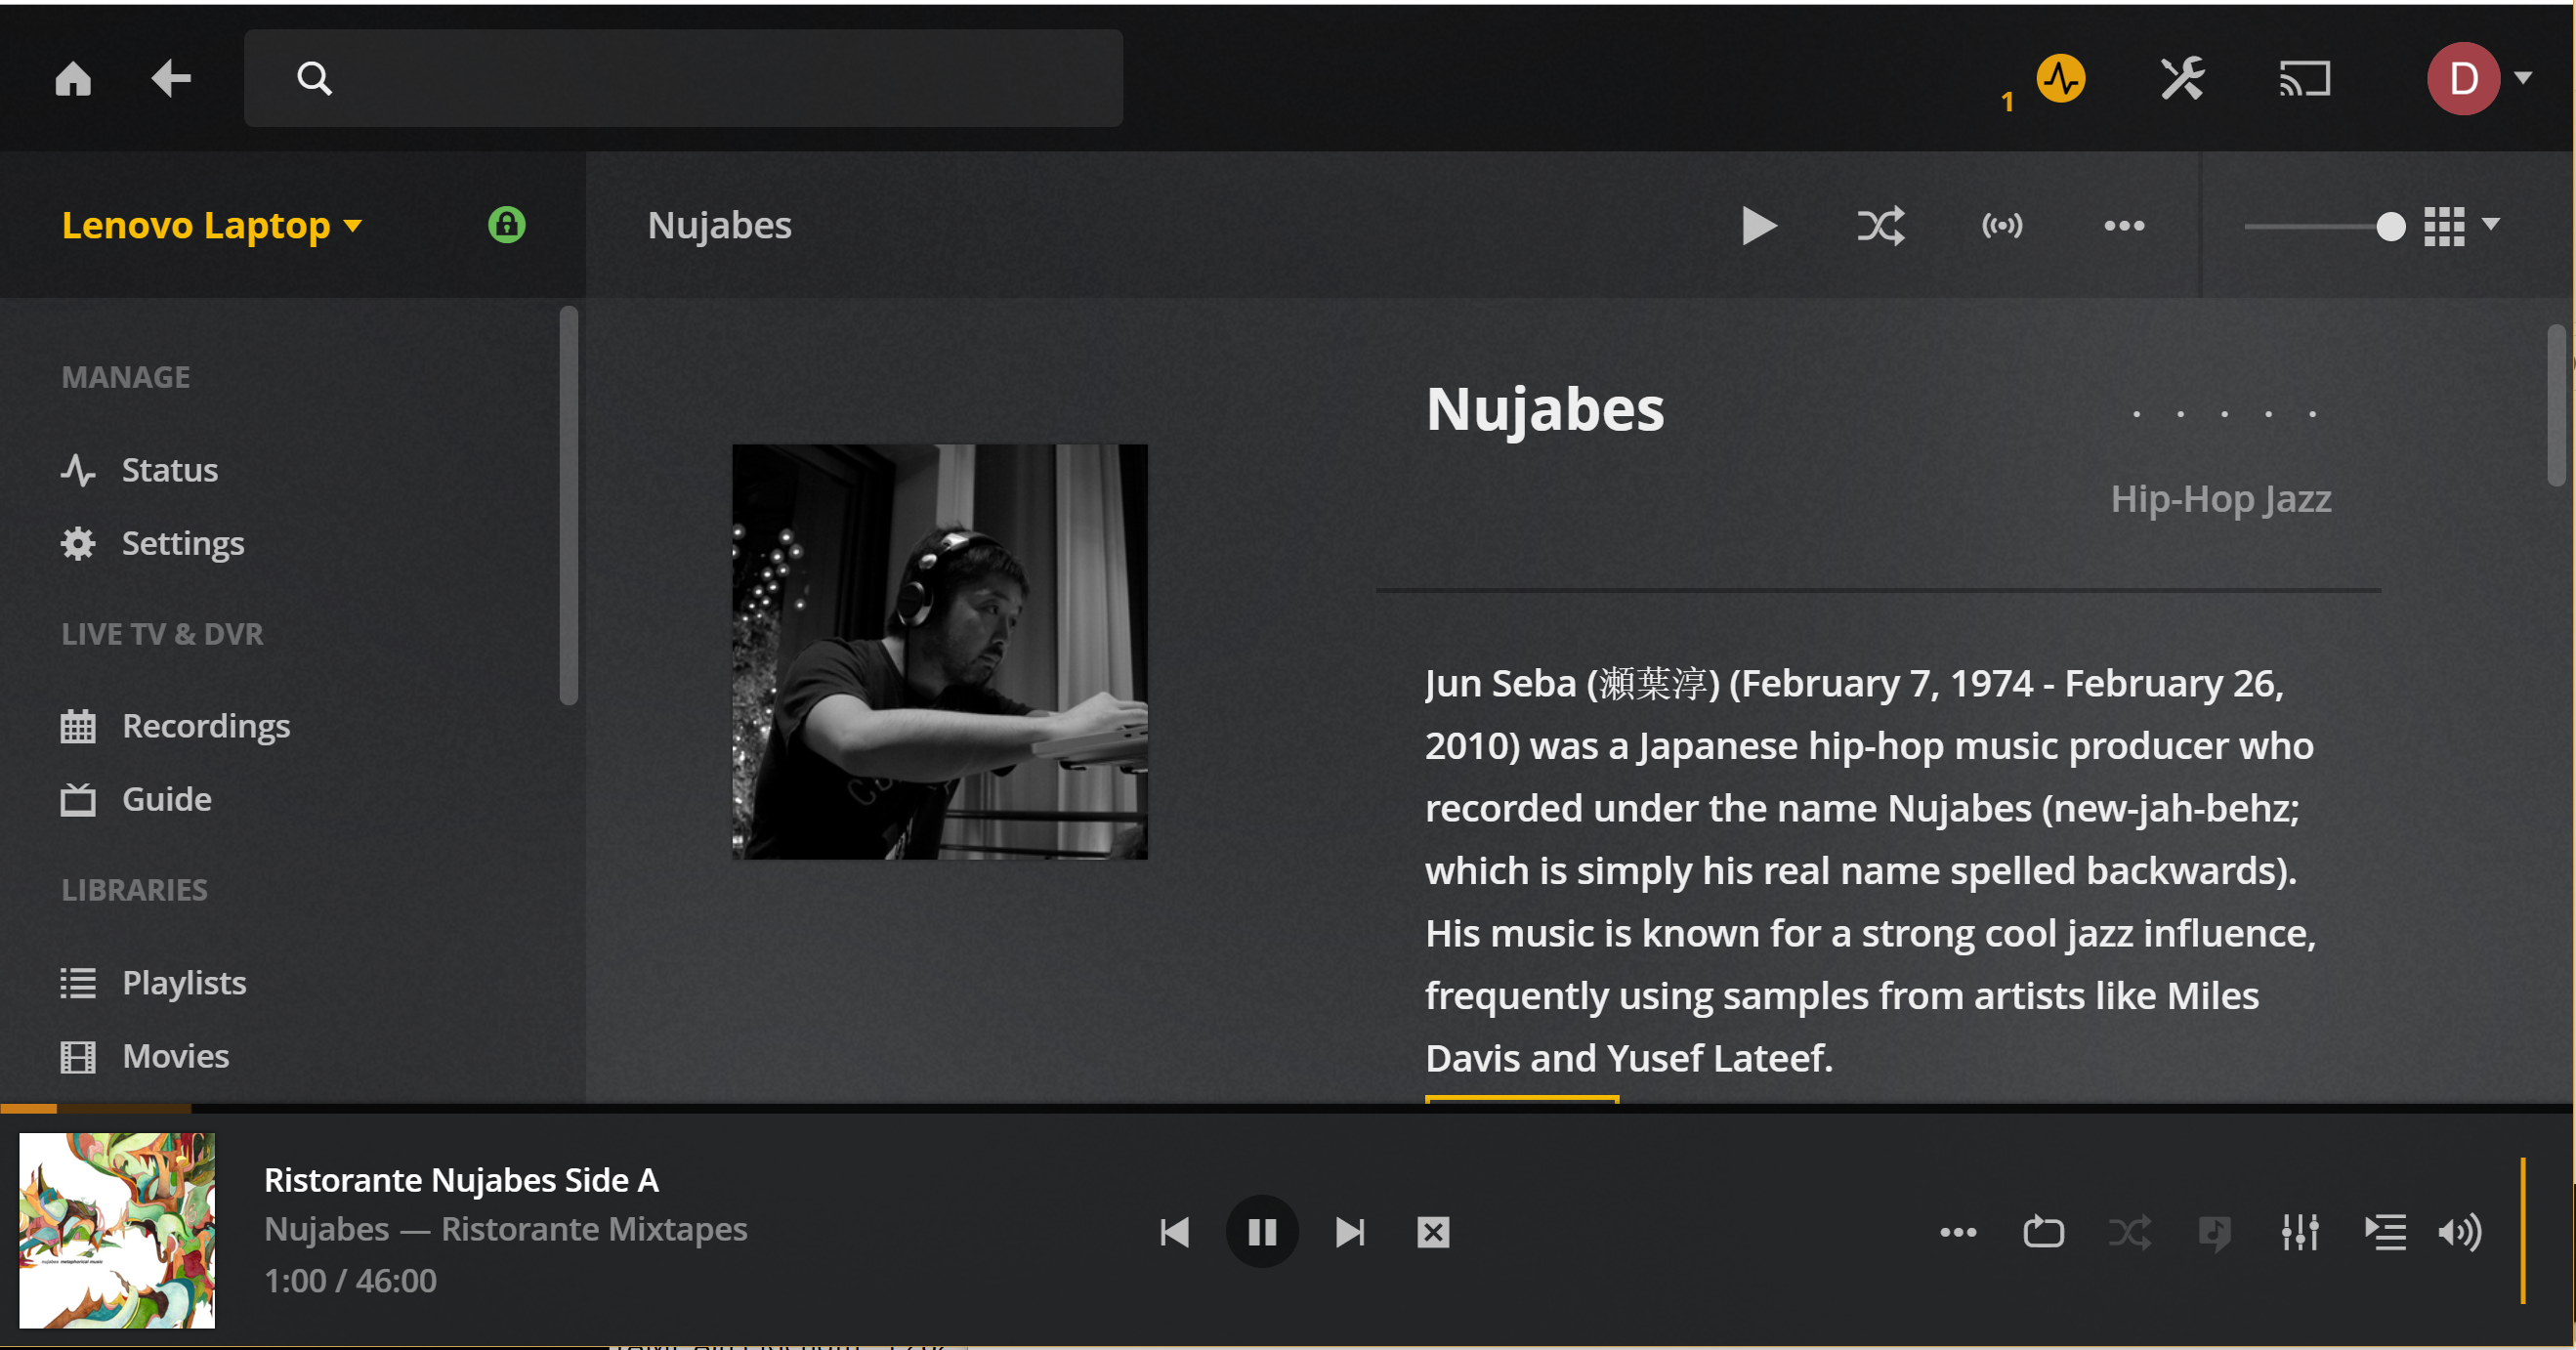 1
D
Lenovo Laptop
Nujabes
MANAGE
Status
Settings
LIVE TV & DVR
Recordings
Guide
LIBRARIES
Playlists
Movies
Nujabes
Hip-Hop Jazz
Jun Seba (瀬葉淳) (February 7, 1974 - February 26,
2010) was a Japanese hip-hop music producer who
recorded under the name Nujabes (new-jah-behz;
which is simply his real name spelled backwards).
His music is known for a strong cool jazz influence,
frequently using samples from artists like Miles
Davis and Yusef Lateef.
nujabes metaphorical music
Ristorante Nujabes Side A
Nujabes — Ristorante Mixtapes
1:00 / 46:00